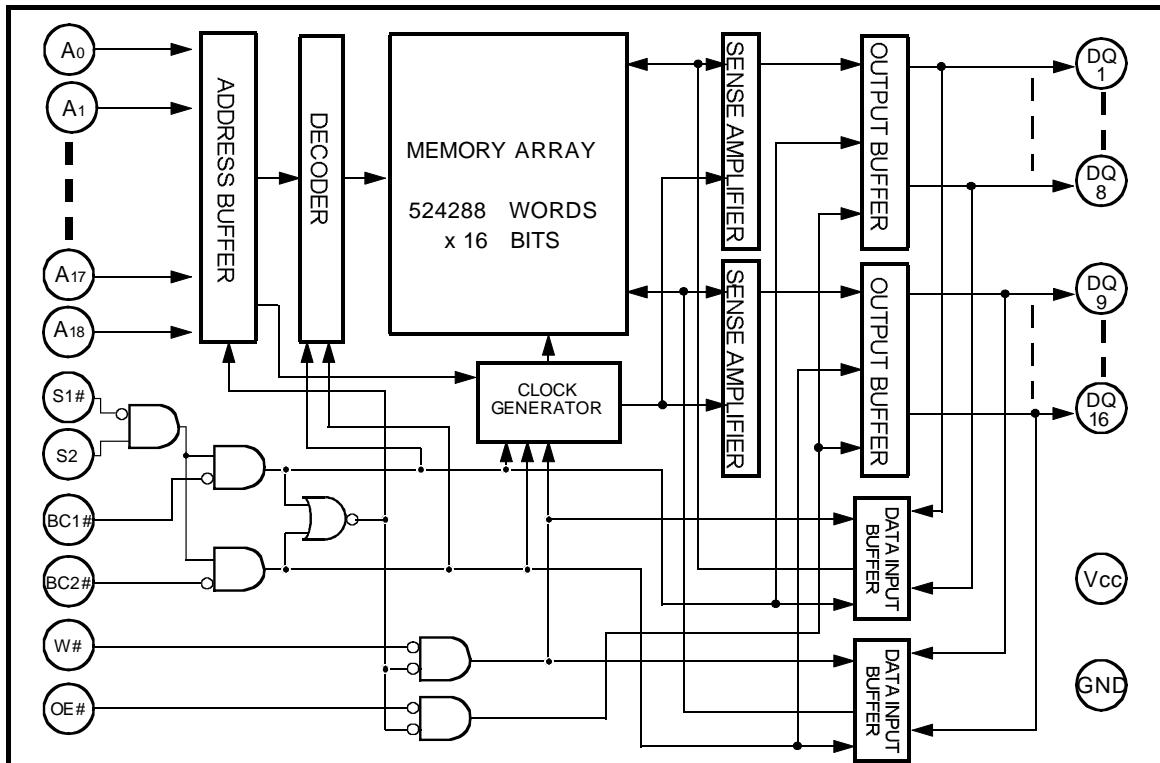 A0
A1
A17
A18
S1#
S2
BC1#
BC2#
W#
OE#
ADDRESS BUFFER
DECODER
MEMORY ARRAY
524288 WORDS
x 16 BITS
CLOCK
GENERATOR
SENSE AMPLIFIER
SENSE AMPLIFIER
OUTPUT BUFFER
OUTPUT BUFFER
DATA INPUT
BUFFER
DATA INPUT
BUFFER
DQ
1
DQ
8
DQ
9
DQ
16
Vcc
GND